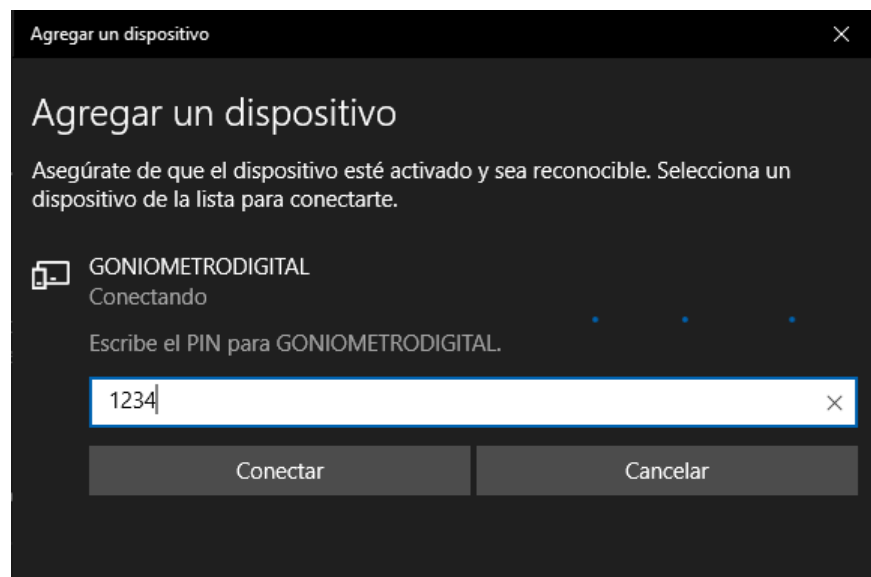 Agregar un dispositivo
Agregar un dispositivo
Asegúrate de que el dispositivo esté activado y sea reconocible. Selecciona un
dispositivo de la lista para conectarte.
GONIOMETRODIGITAL
Conectando
Escribe el PIN para GONIOMETRODIGITAL.
1234
Conectar
Cancelar